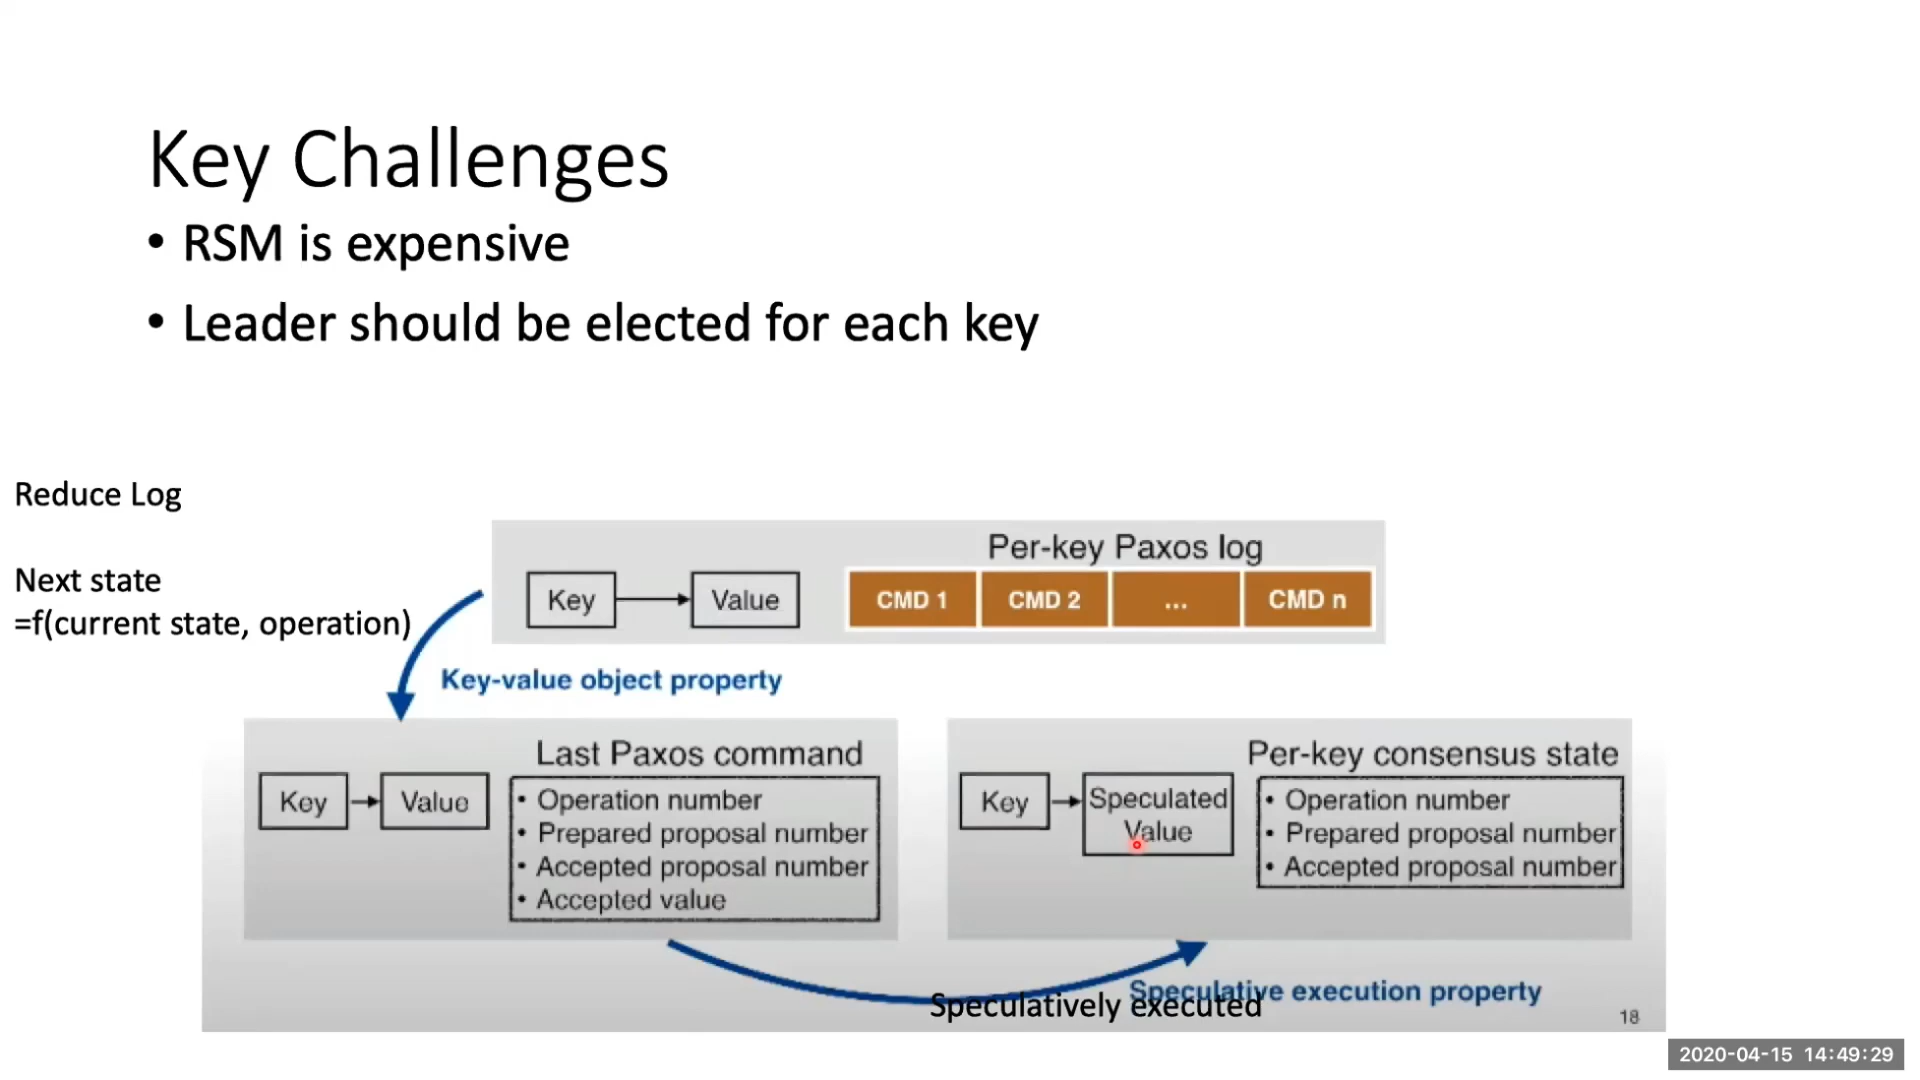 Key Challenges
• RSM is expensive
• Leader should be elected for each key
Reduce Log
Next state
=f(current state, operation)
Per-key Paxos log
Key
Value
CMD 1
CMD 2
...
CMD n
Key-value object property
Last Paxos command
Key
Value
• Operation number
• Prepared proposal number
• Accepted proposal number
• Accepted value
Per-key consensus state
Key
Speculated
Value
• Operation number
• Prepared proposal number
• Accepted proposal number
Speculative execution property
Speculatively executed
18
2020-04-15 14:49:29